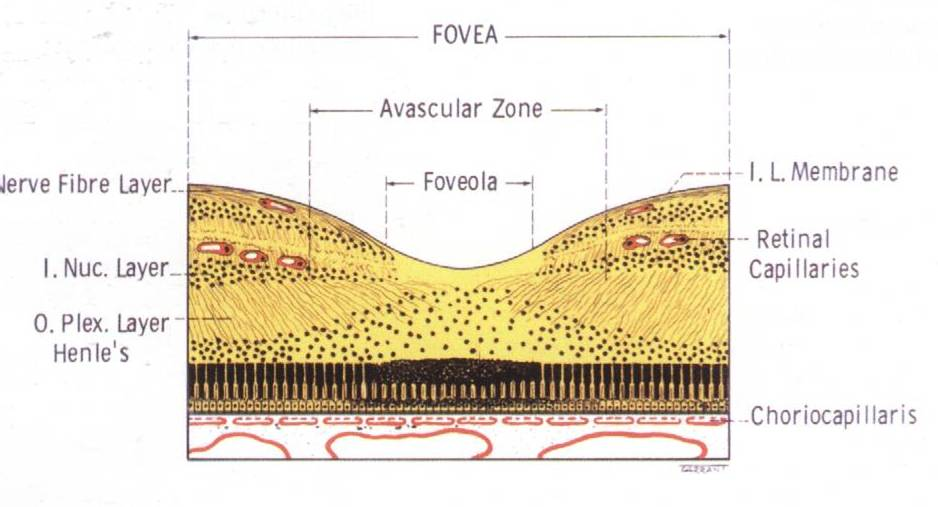 FOVEA
Avascular Zone
Foveola
Nerve Fibre Layer
I. L. Membrane
Retinal
Capillaries
I. Nuc. Layer
O. Plex. Layer
Henle's
Choriocapillaris